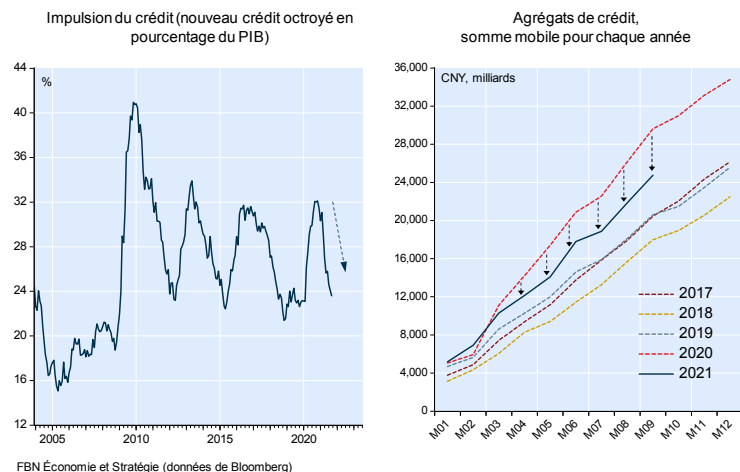 Impulsion du crédit (nouveau crédit octroyé en
pourcentage du PIB)
%
44
40
36
32
28
24
20
16
12
2005
2010
2015
2020
FBN Économie et Stratégie (données de Bloomberg)
Agrégats de crédit,
somme mobile pour chaque année
CNY, milliards
36,000
32,000
28,000
24,000
20,000
16,000
12,000
8,000
4,000
0
2017
2018
2019
2020
2021
M01
M02
M03
M04
M05
M06
M07
M08
M09
M10
M11
M12